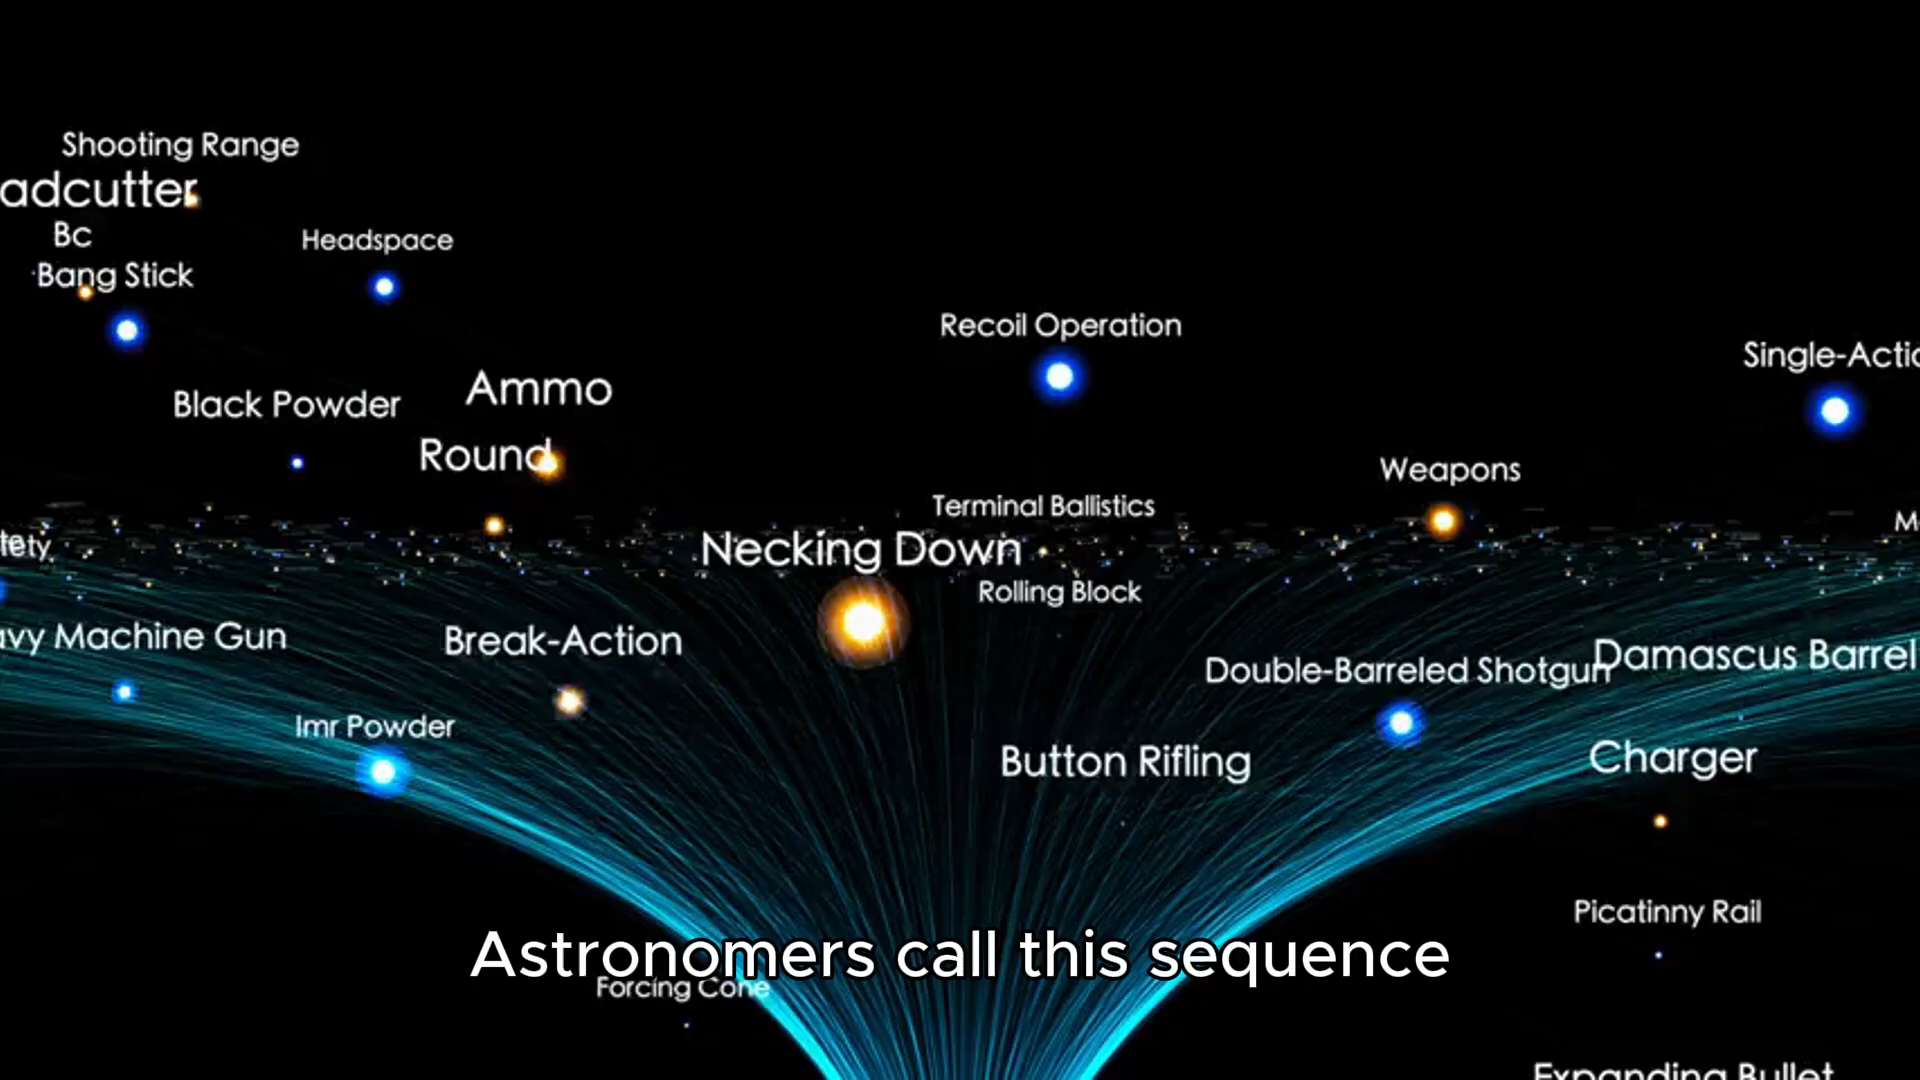 Shooting Range
adcutter
Bc
Bang Stick
Headspace
Recoil Operation
Single-Actio
Black Powder
Ammo
Round
Weapons
Terminal Ballistics
Necking Down
Rolling Block
avy Machine Gun
Break-Action
Double-Barreled Shotgun
Damascus Barrel
Imr Powder
Button Rifling
Charger
Picatinny Rail
Astronomers call this sequence
Forcing Cone
Expanding Bullet